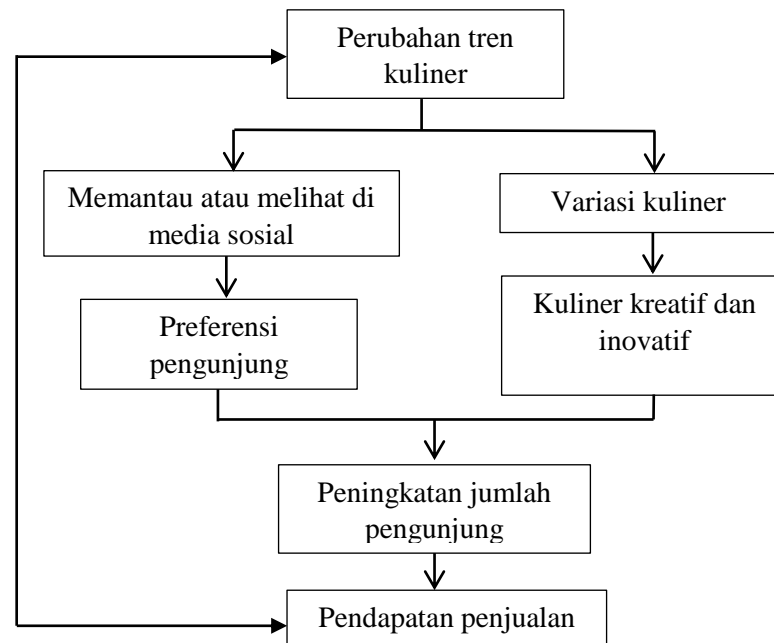 Perubahan tren
kuliner
Memantau atau melihat di
media sosial
Variasi kuliner
Preferensi
pengunjung
Kuliner kreatif dan
inovatif
Peningkatan jumlah
pengunjung
Pendapatan penjualan